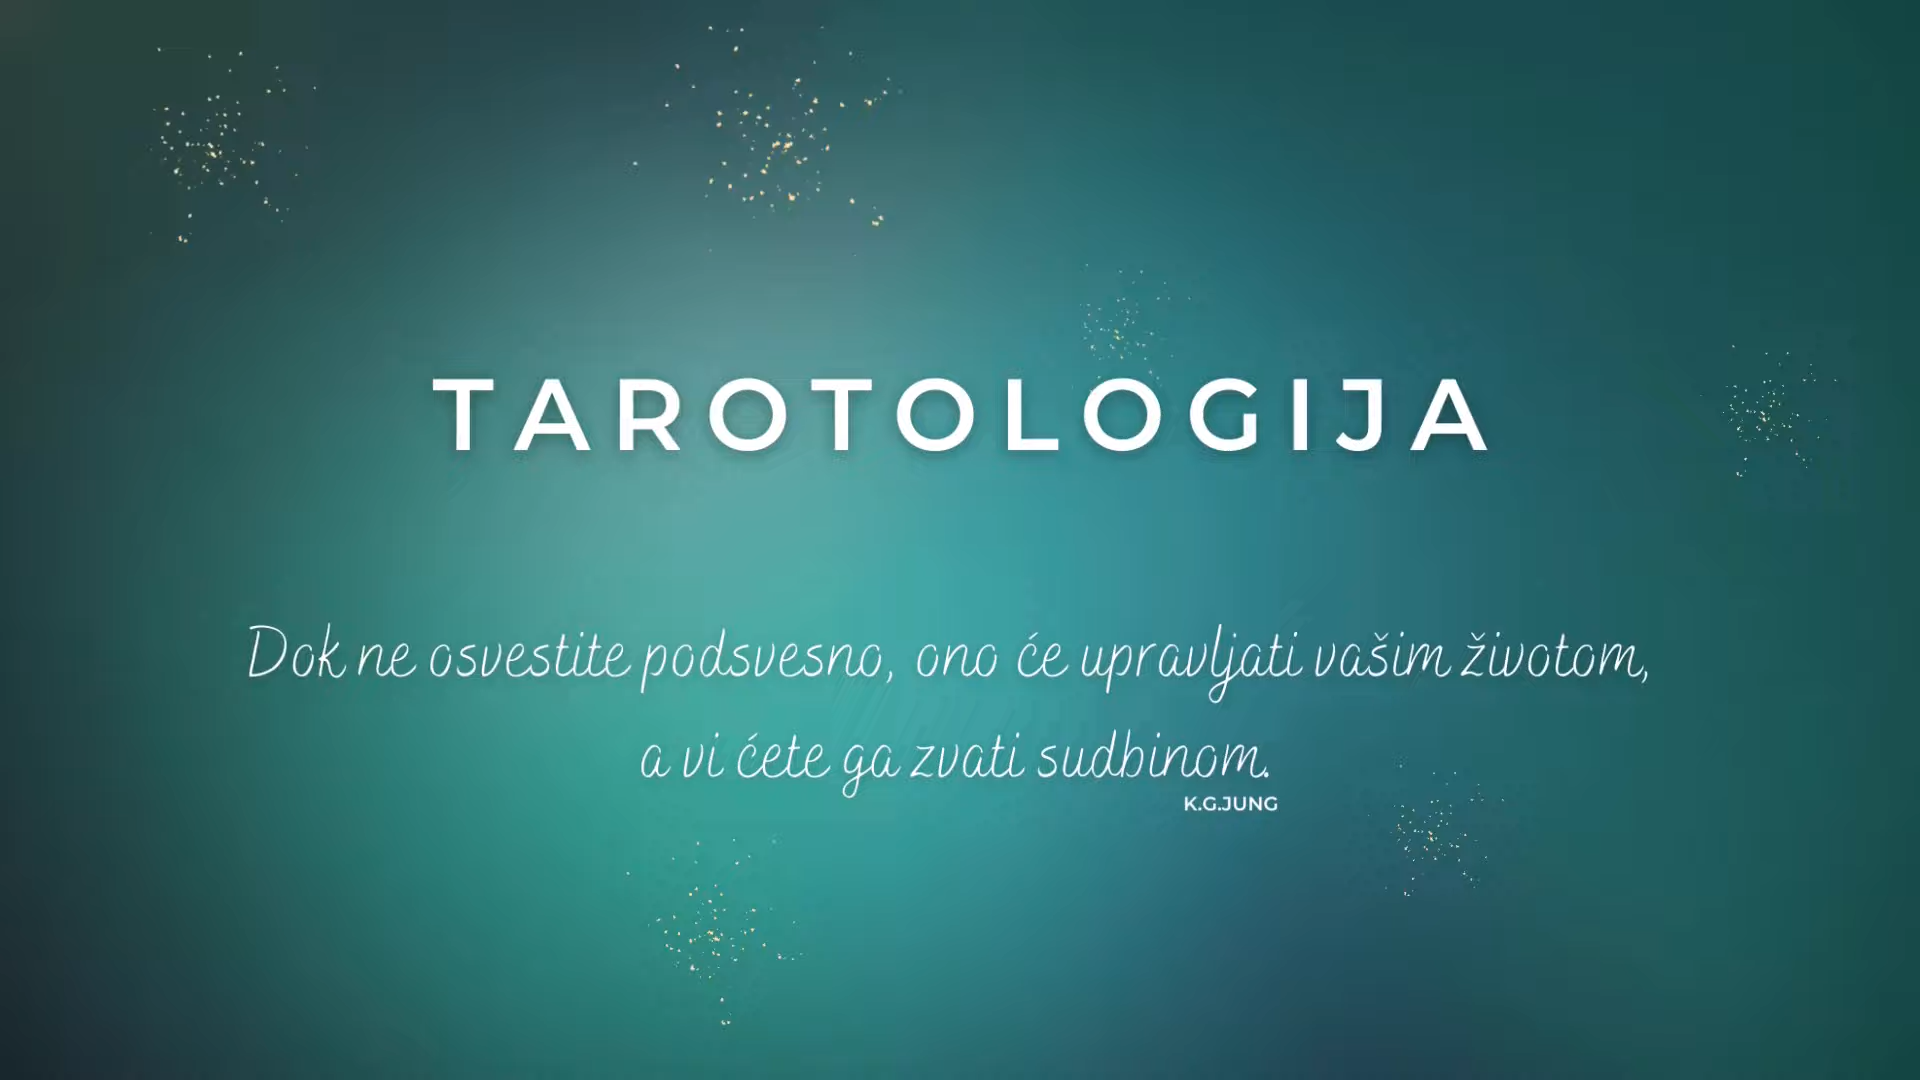 TAROTOLOGIJA
Dok ne osvestite podsvesno, ono će upravljati vašim životom,
a vi ćete ga zvati sudbinom.
K.G.JUNG